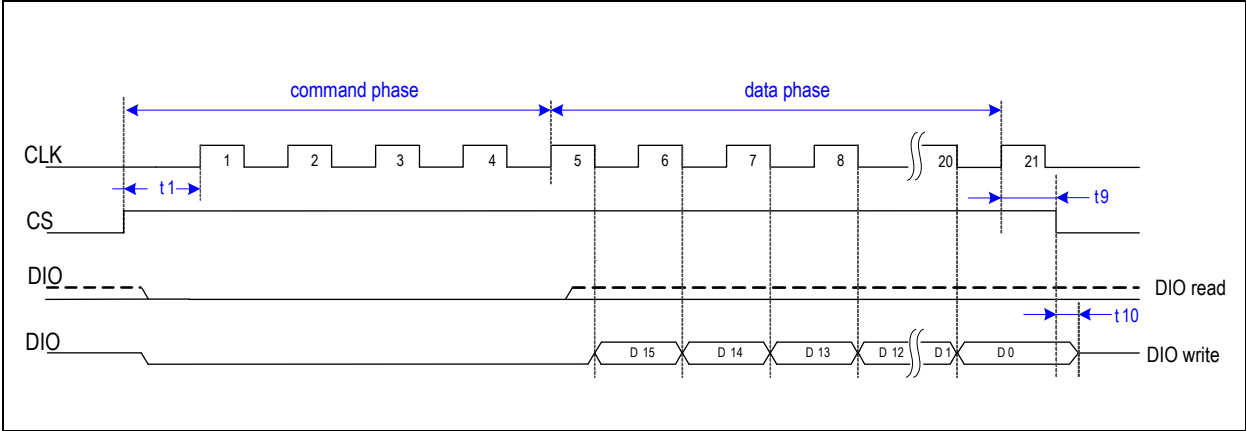 command phase data phase
CLK 1 2 3 4 5 6 7 8 20 21
t1 t9
CS
DIO DIO read
t10
DIO D 15 D 14 D 13 D 12 D 1 D 0 DIO write